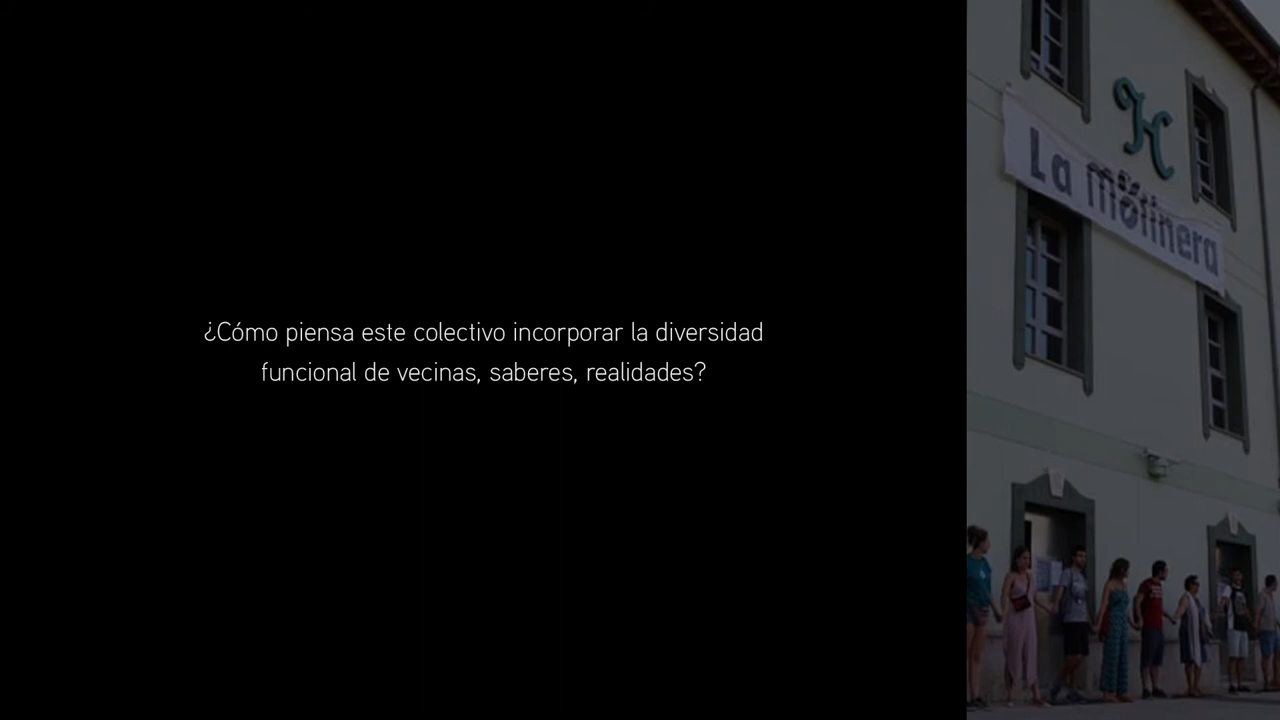 ¿Cómo piensa este colectivo incorporar la diversidad
funcional de vecinas, saberes, realidades?
H
La molinera